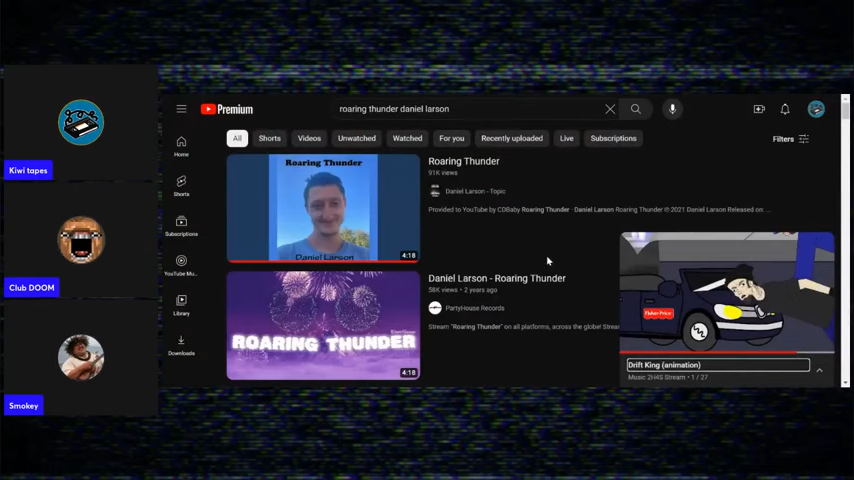 Kiwi tapes
Club DOOM
Smokey
Premium
roaring thunder daniel larson
Home
Shorts
Subscriptions
YouTube Mu...
Library
Downloads
All
Shorts
Videos
Unwatched
Watched
For you
Recently uploaded
Live
Subscriptions
Filters
Roaring Thunder
Daniel Larson
4:18
Roaring Thunder
91K views
Daniel Larson - Topic
Provided to YouTube by CDBaby Roaring Thunder · Daniel Larson Roaring Thunder ℗ 2021 Daniel Larson Released on: ...
ROARING THUNDER
4:18
Daniel Larson - Roaring Thunder
58K views • 2 years ago
PartyHouse Records
Stream "Roaring Thunder" on all platforms, across the globe! Strea
Fisher Price
Drift King (animation)
Music 2H4S Stream • 1 / 27